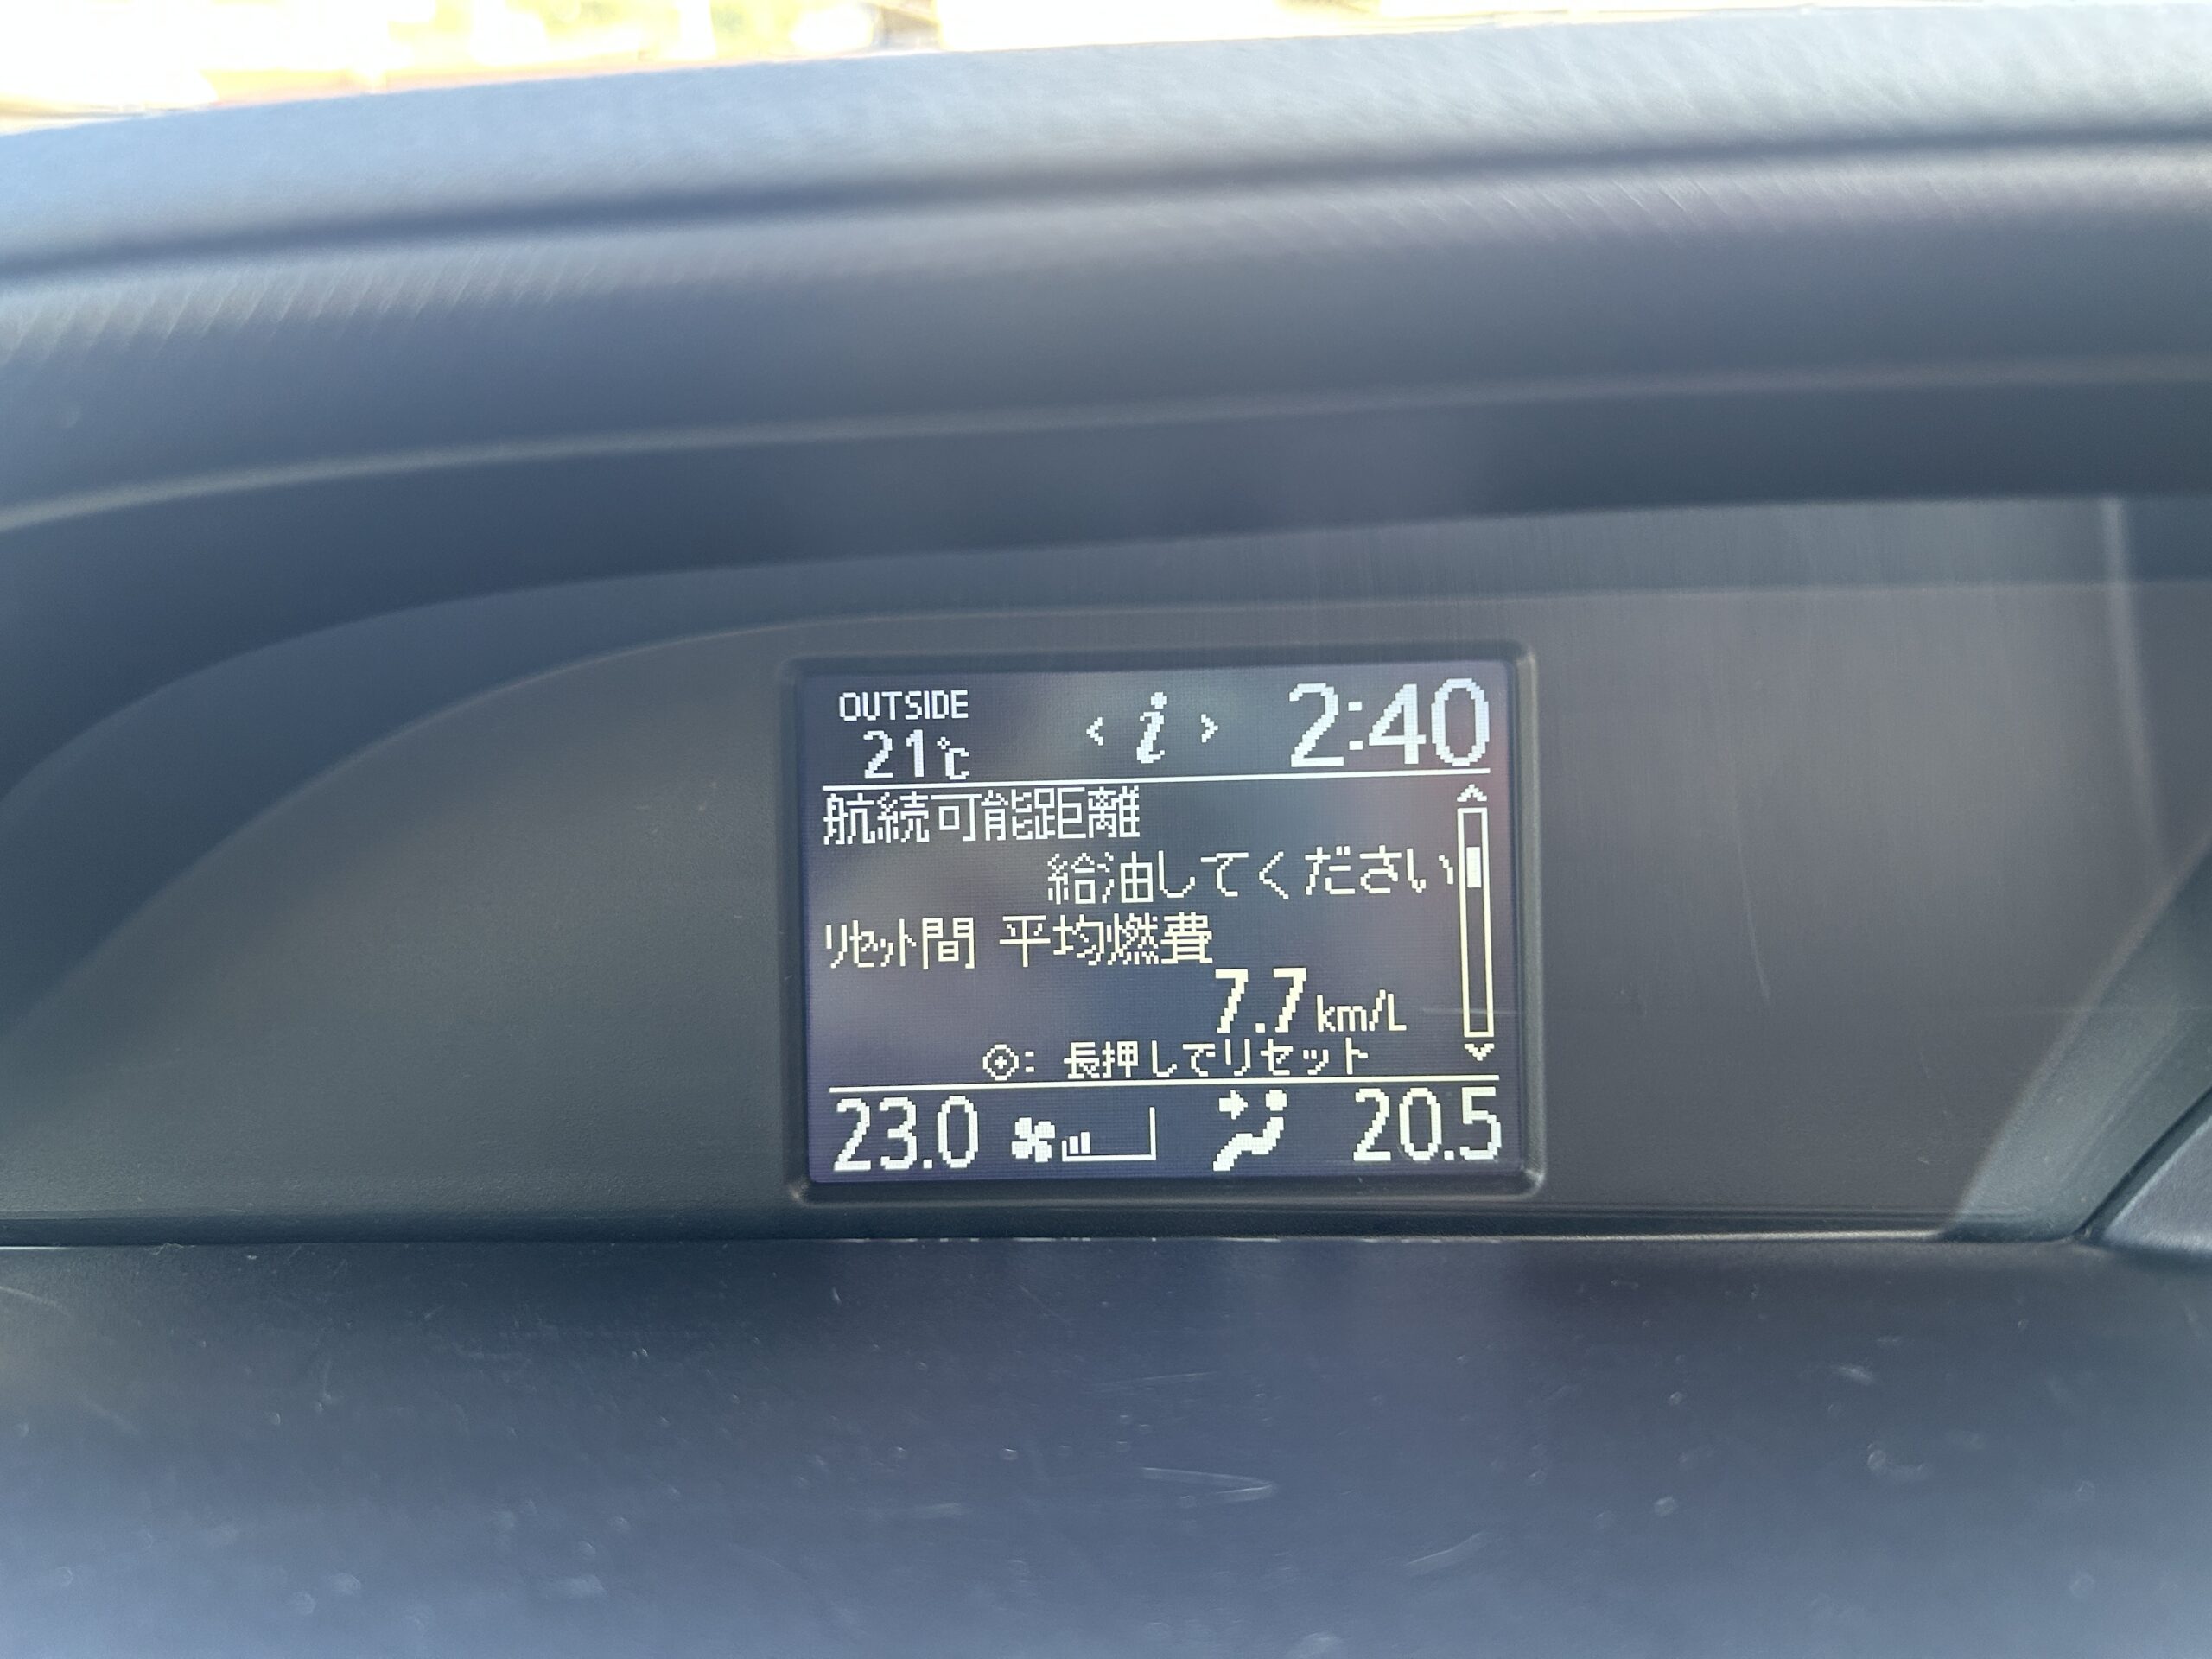 OUTSIDE
21℃ < i > 2:40
航続可能距離
給油してください
ﾘｾｯﾄ間 平均燃費
7.7 km/L
: 長押しでリセット
23.0 20.5